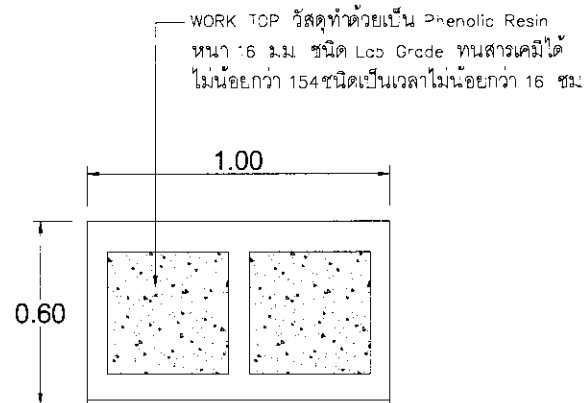 WORK TOP วัสดุทำด้วยเป็น Phenolic Resin
หนา 16 ม.ม. ชนิด Lab Grade ทนสารเคมีได้
ไม่น้อยกว่า 154ชนิดเป็นเวลาไม่น้อยกว่า 16 ชม.
1.00
0.60